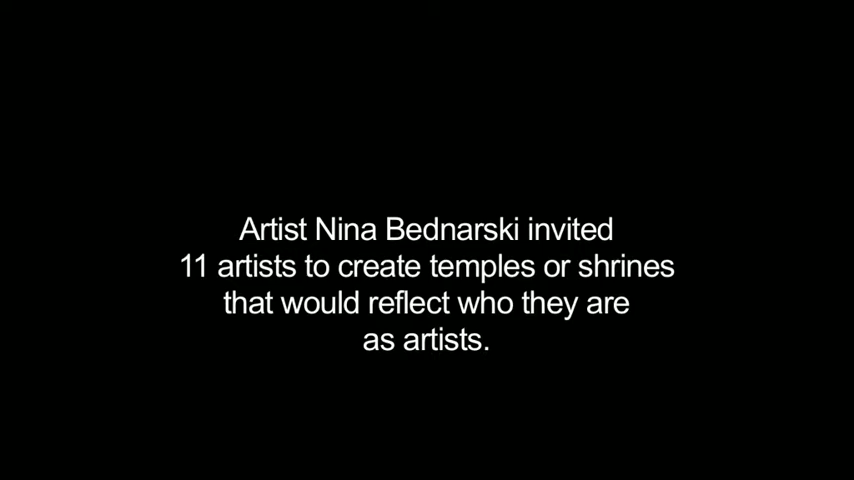 Artist Nina Bednarski invited
11 artists to create temples or shrines
that would reflect who they are
as artists.